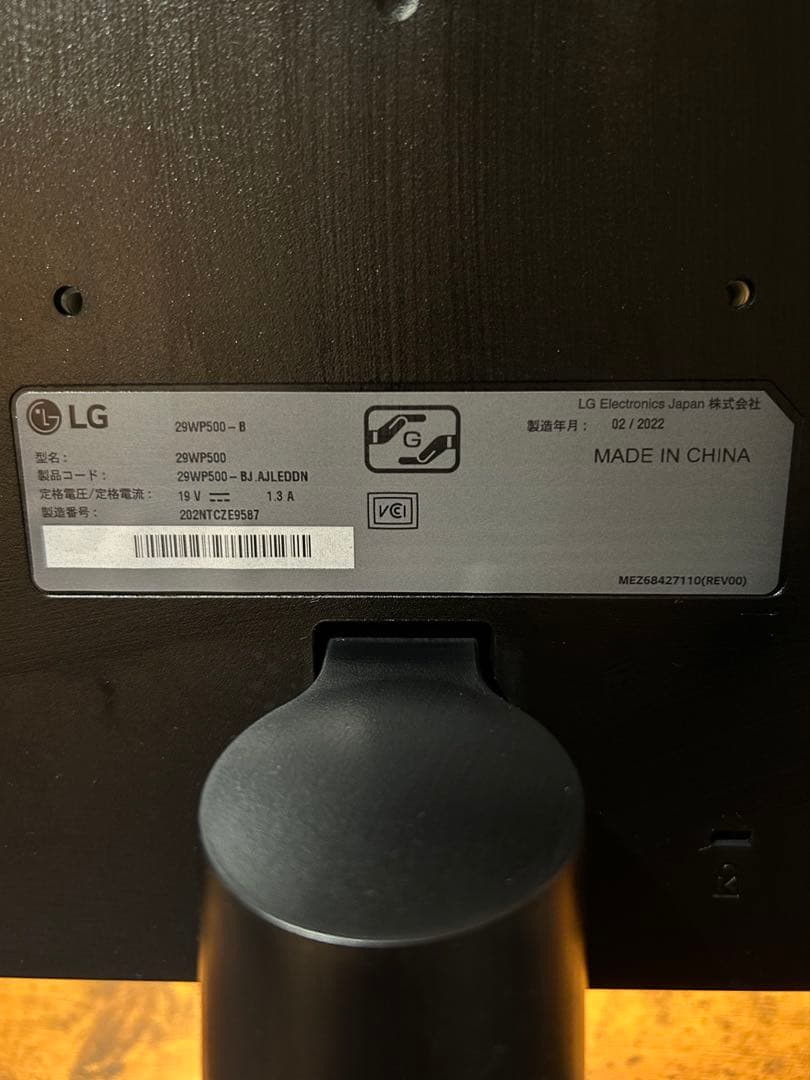 LG
29WP500-B
型名: 29WP500
製品コード: 29WP500-BJ.AJLEDDN
定格電圧/定格電流: 19 V 1.3 A
製造番号: 202NTCZE9587
G
VCI
LG Electronics Japan 株式会社
製造年月: 02 / 2022
MADE IN CHINA
MEZ68427110(REV00)